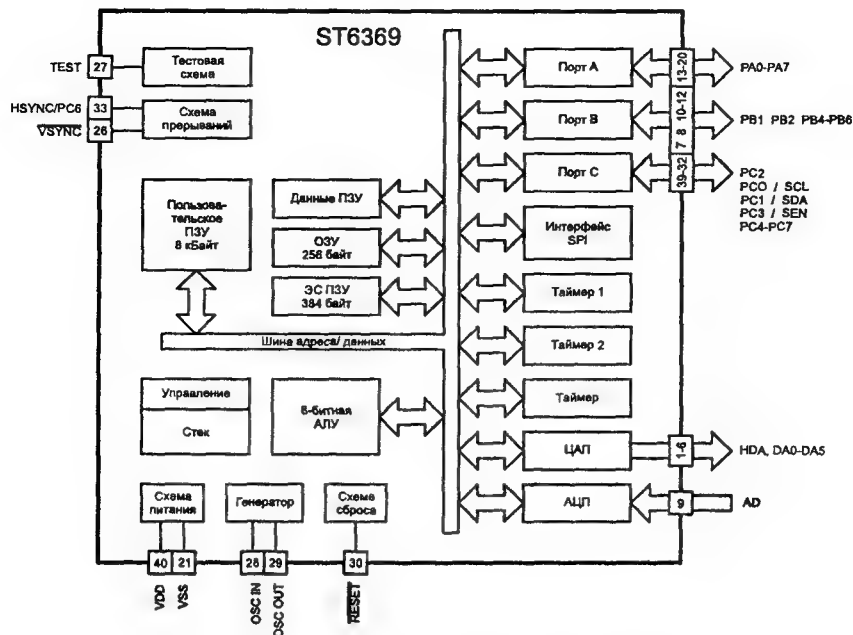 ST6369
TEST
27
Тестовая
схема
HSYNC/PC6
33
VSYNC
26
Схема
прерываний
Пользова-
тельское
ПЗУ
8 кБайт
Данные ПЗУ
ОЗУ
256 байт
ЭС ПЗУ
384 байт
Шина адреса/ данных
Управление
Стек
8-битная
АЛУ
Схема
питания
Генератор
Схема
сброса
40
21
28
29
30
VDD
VSS
OSC IN
OSC OUT
RESET
Порт А
13-20
PA0-PA7
Порт В
10-12
8
7
PB1 PB2 PB4-PB6
Порт С
39-32
PC2
PC0 / SCL
PC1 / SDA
PC3 / SEN
PC4-PC7
Интерфейс
SPI
Таймер 1
Таймер 2
Таймер
ЦАП
1-6
HDA, DA0-DA5
АЦП
9
AD